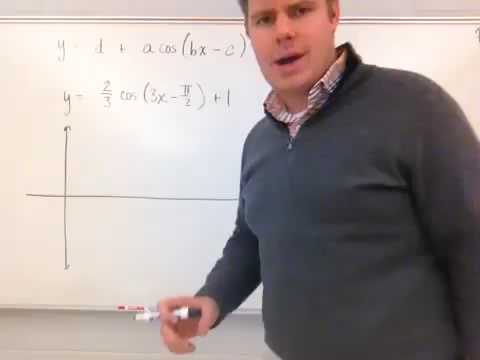 y = d + a cos(bx - c)
y = 2/3 cos(3x - π/2) + 1